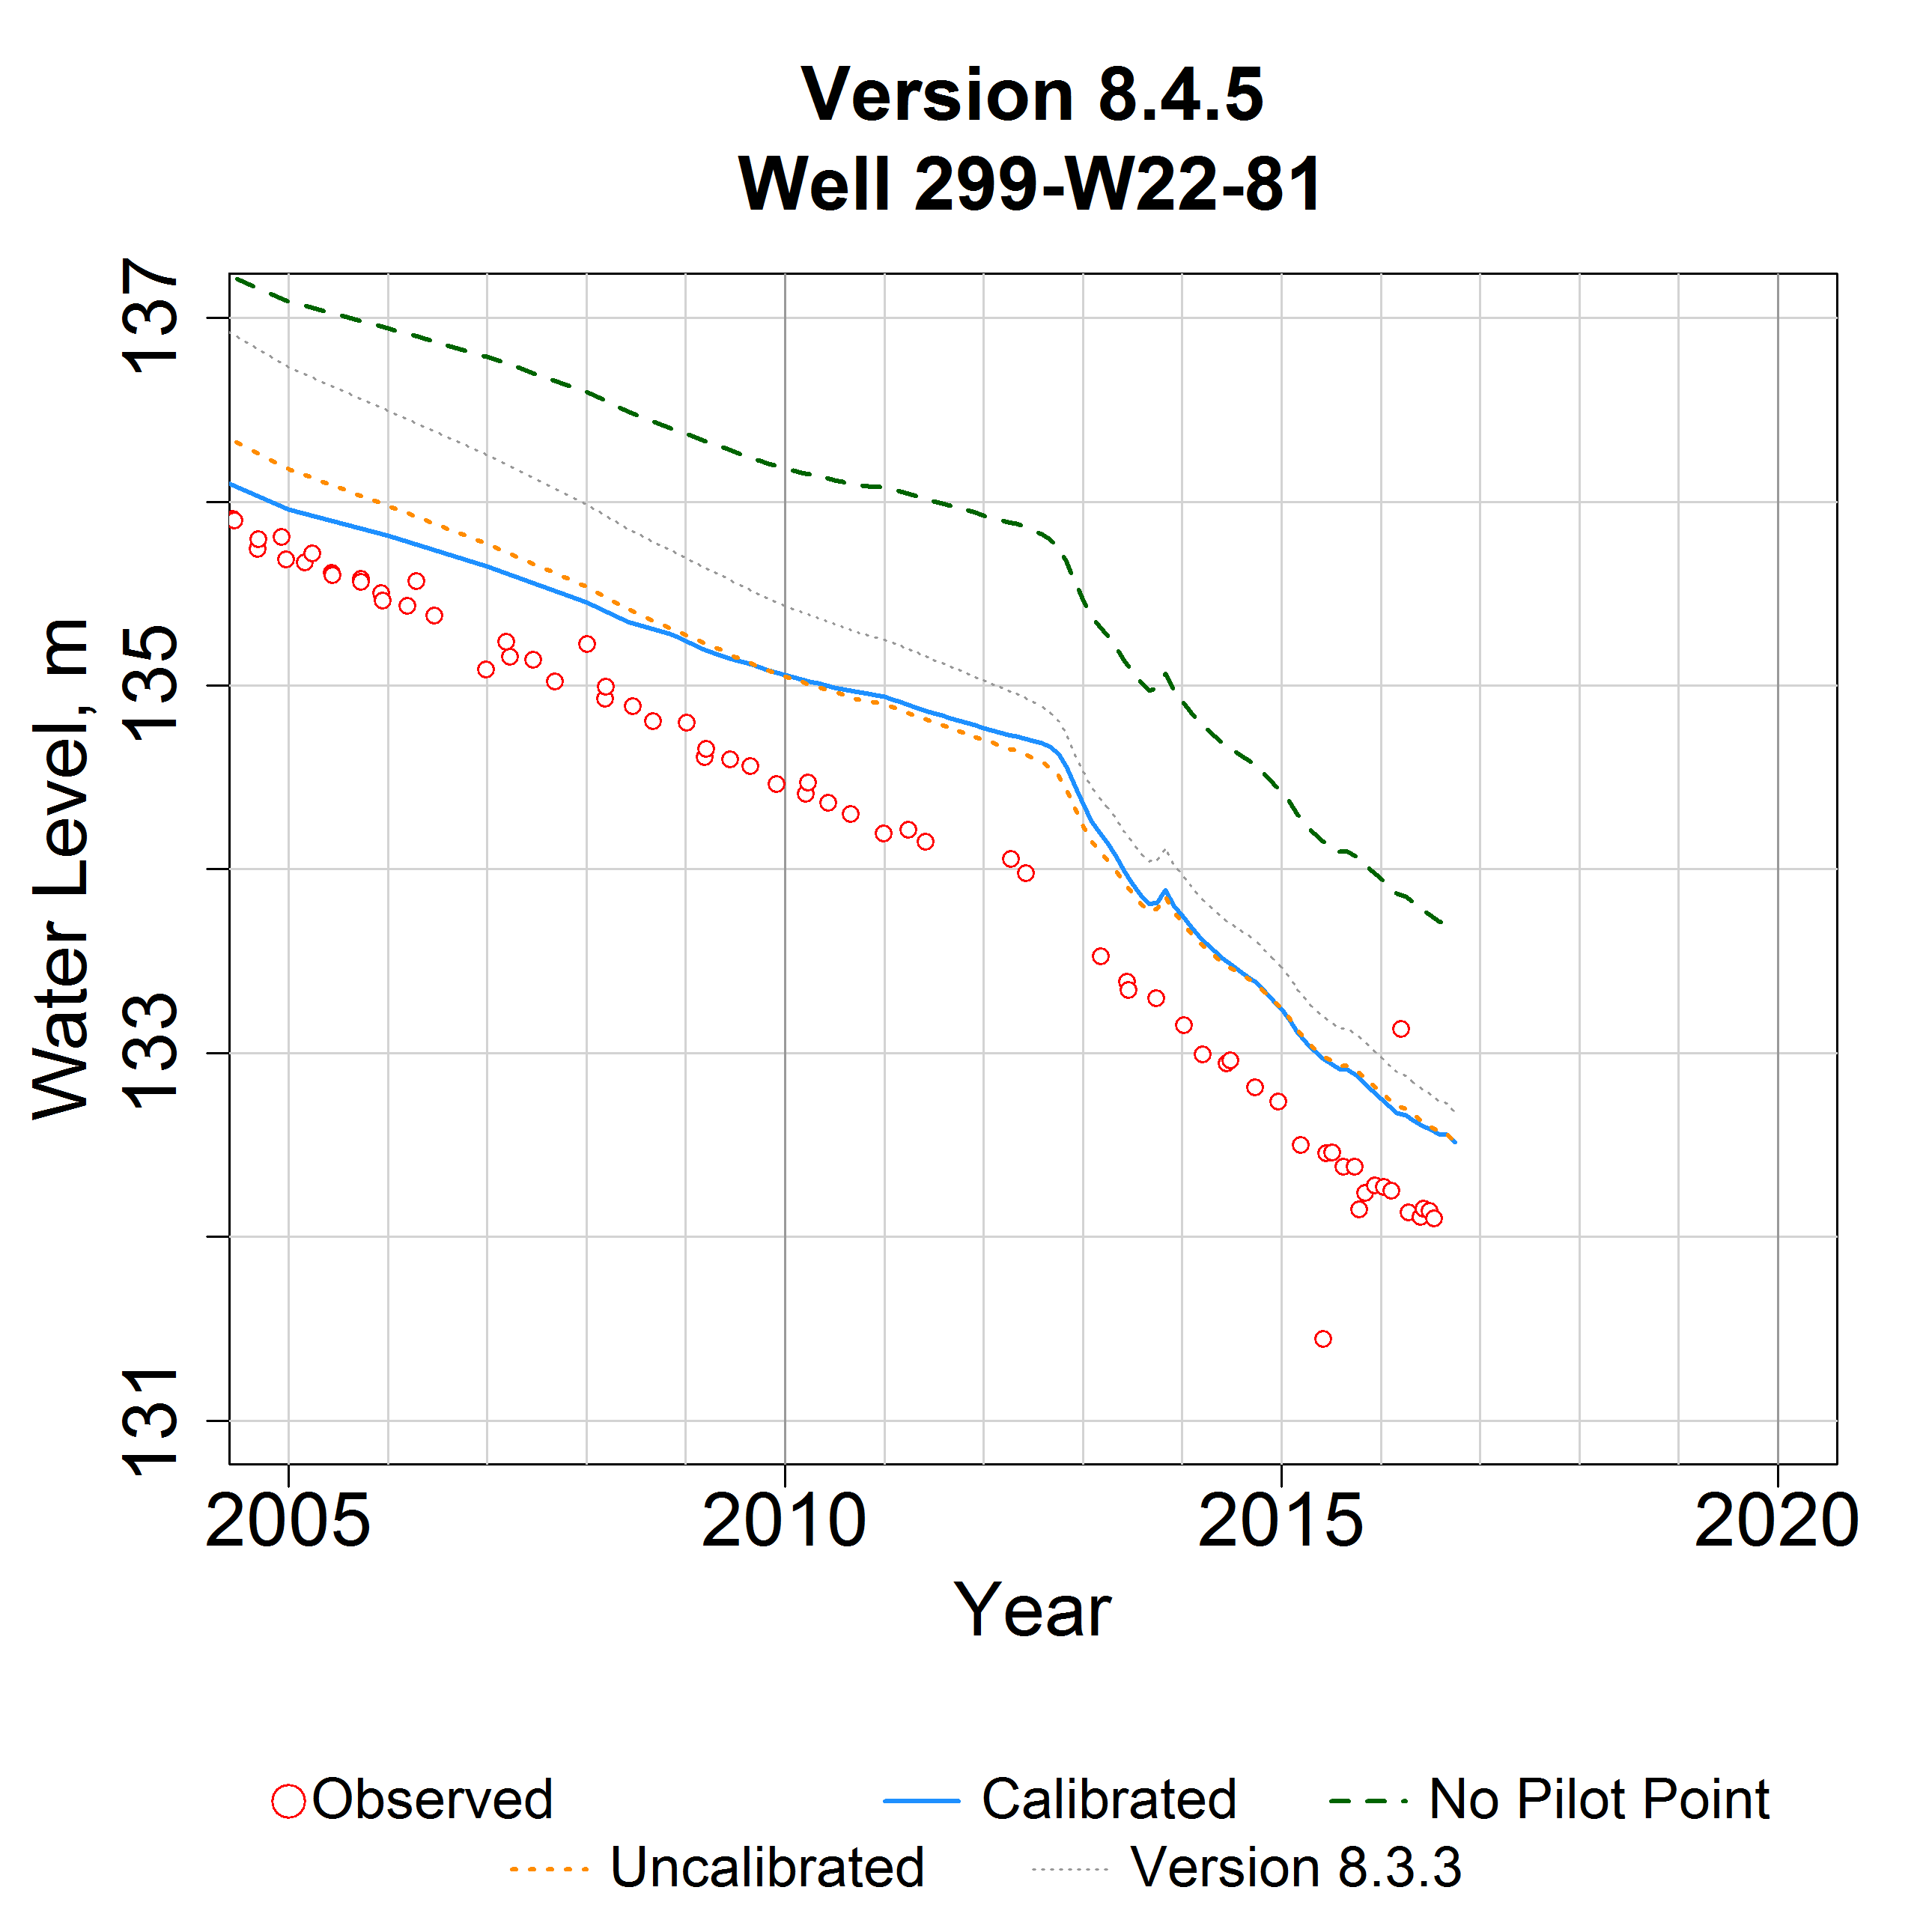 Version 8.4.5
Well 299-W22-81
Water Level, m
137
135
133
131
2005 2010 2015 2020
Year
Observed Calibrated No Pilot Point
Uncalibrated Version 8.3.3